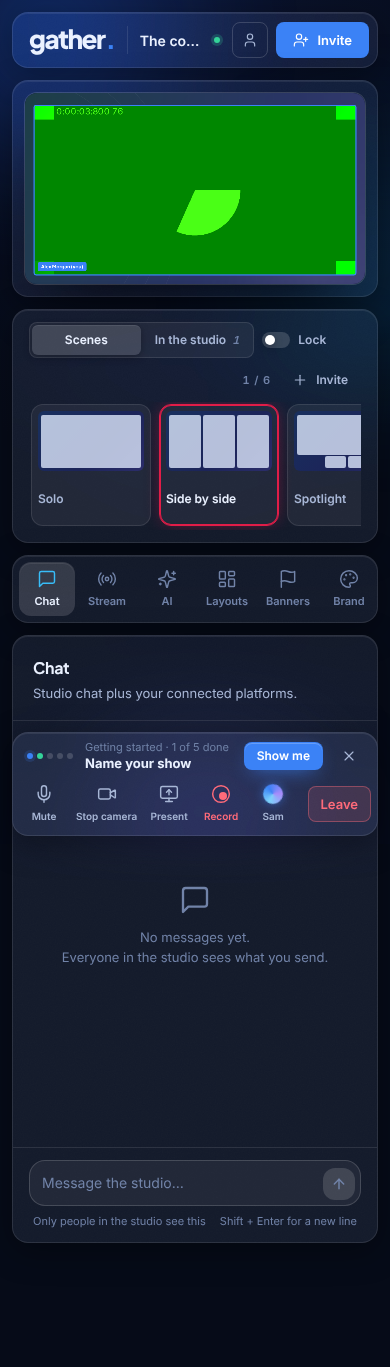 gather.
The co...
Invite
0:00:03:800 76
Alex Morgan (you)
Scenes
In the studio 1
Lock
1 / 6
Invite
Solo
Side by side
Spotlight
Chat
Stream
AI
Layouts
Banners
Brand
Chat
Studio chat plus your connected platforms.
Getting started · 1 of 5 done
Name your show
Show me
Mute
Stop camera
Present
Record
Sam
Leave
No messages yet.
Everyone in the studio sees what you send.
Message the studio...
Only people in the studio see this
Shift + Enter for a new line